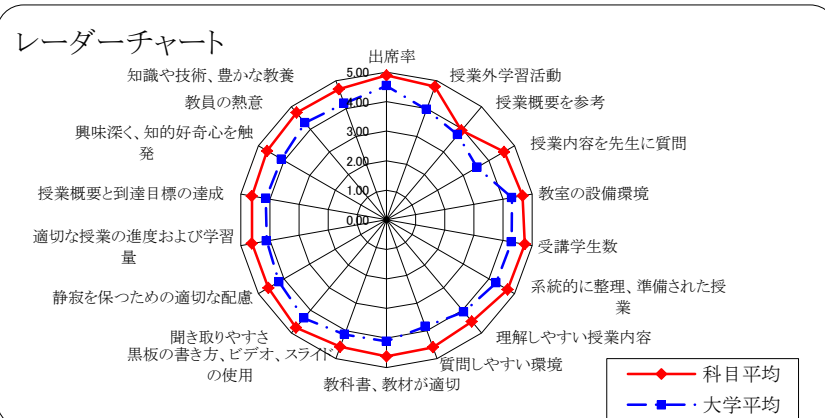 レーダーチャート
出席率
授業外学習活動
授業概要を参考
授業内容を先生に質問
教室の設備環境
受講学生数
系統的に整理、準備された授
業
理解しやすい授業内容
質問しやすい環境
教科書、教材が適切
黒板の書き方、ビデオ、スライド
の使用
聞き取りやすさ
静寂を保つための適切な配慮
適切な授業の進度および学習
量
授業概要と到達目標の達成
興味深く、知的好奇心を触
発
教員の熱意
知識や技術、豊かな教養
5.00
4.00
3.00
2.00
1.00
0.00
科目平均
大学平均